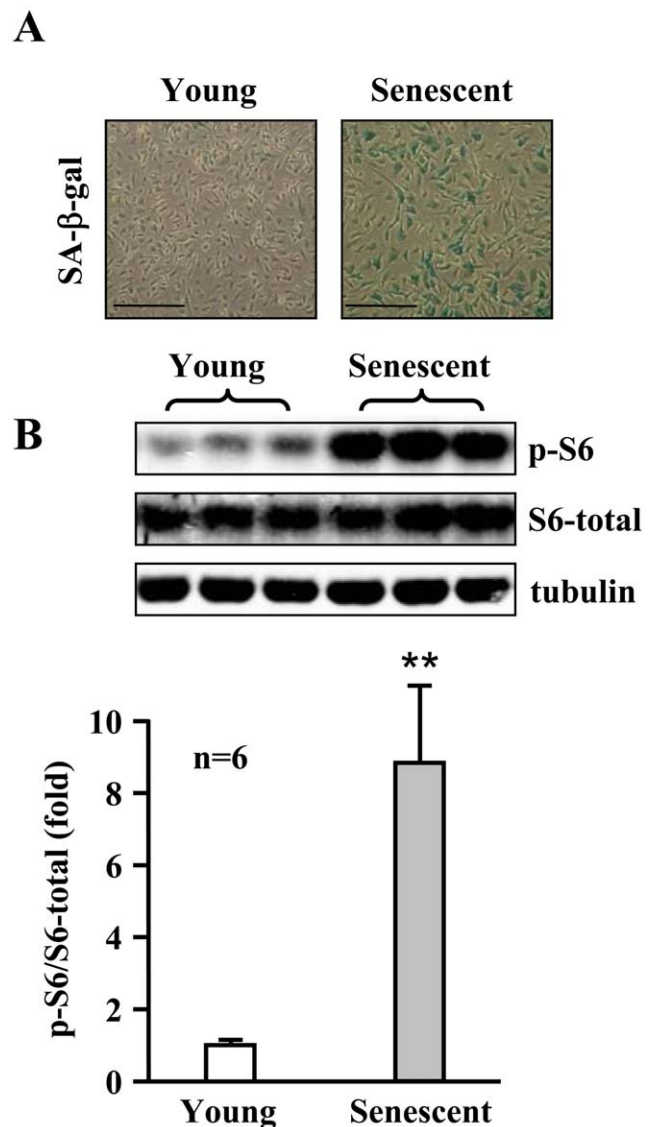 A
Young Senescent
SA-β-gal
Young Senescent
B
p-S6
S6-total
tubulin
**
10
8
6
4
2
0
n=6
p-S6/S6-total (fold)
Young Senescent